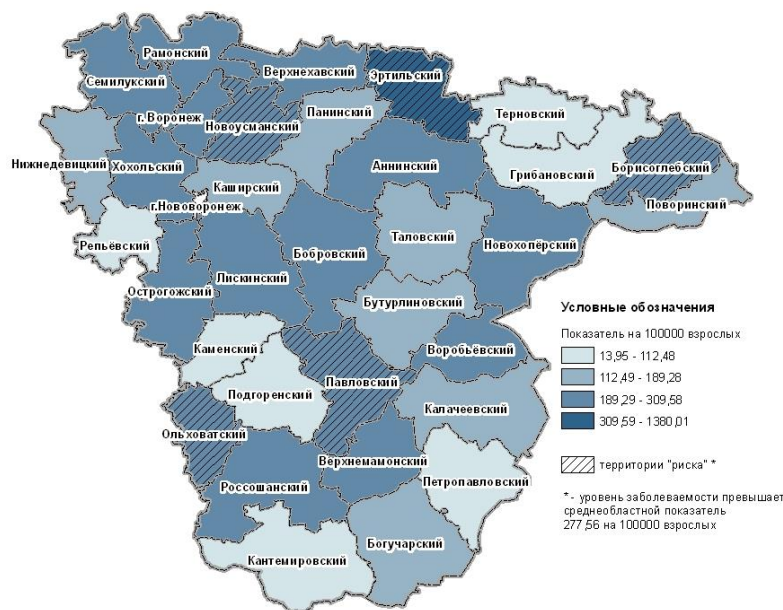 Рамонский
Семилукский
Верхнехавский
Эртильский
г. Воронеж
Новоусманский
Панинский
Терновский
Нижнедевицкий
Хохольский
Аннинский
Грибановский
Борисоглебский
Каширский
Поворинский
г.Нововоронеж
Репьёвский
Таловский
Новохопёрский
Бобровский
Лискинский
Острогожский
Бутурлиновский
Каменский
Воробьёвский
Павловский
Подгоренский
Калачеевский
Ольховатский
Верхнемамонский
Петропавловский
Россошанский
Богучарский
Кантемировский
Условные обозначения
Показатель на 100000 взрослых
13,95 - 112,48
112,49 - 189,28
189,29 - 309,58
309,59 - 1380,01
территории "риска" *
* - уровень заболеваемости превышает
среднеобластной показатель
277,56 на 100000 взрослых